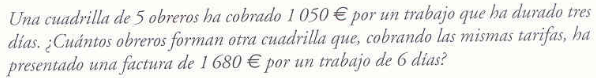 Una cuadrilla de 5 obreros ha cobrado 1 050 € por un trabajo que ha durado tres
días. ¿Cuántos obreros forman otra cuadrilla que, cobrando las mismas tarifas, ha
presentado una factura de 1 680 € por un trabajo de 6 días?